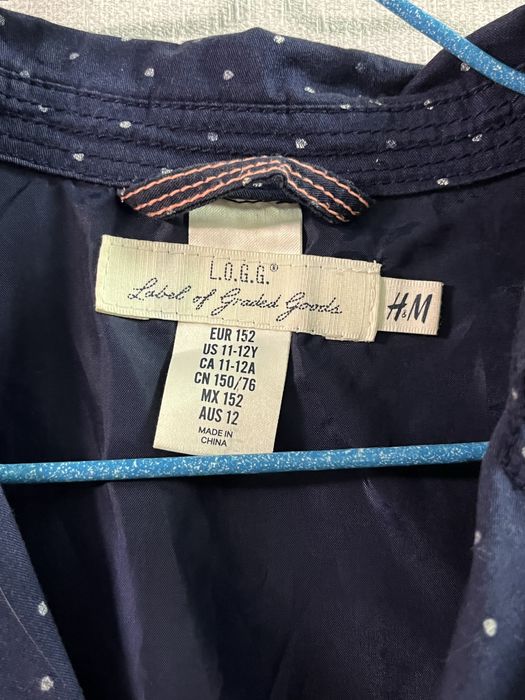 L.O.G.G.®
Label of Graded Goods
H&M
EUR 152
US 11-12Y
CA 11-12A
CN 150/76
MX 152
AUS 12
MADE IN
CHINA